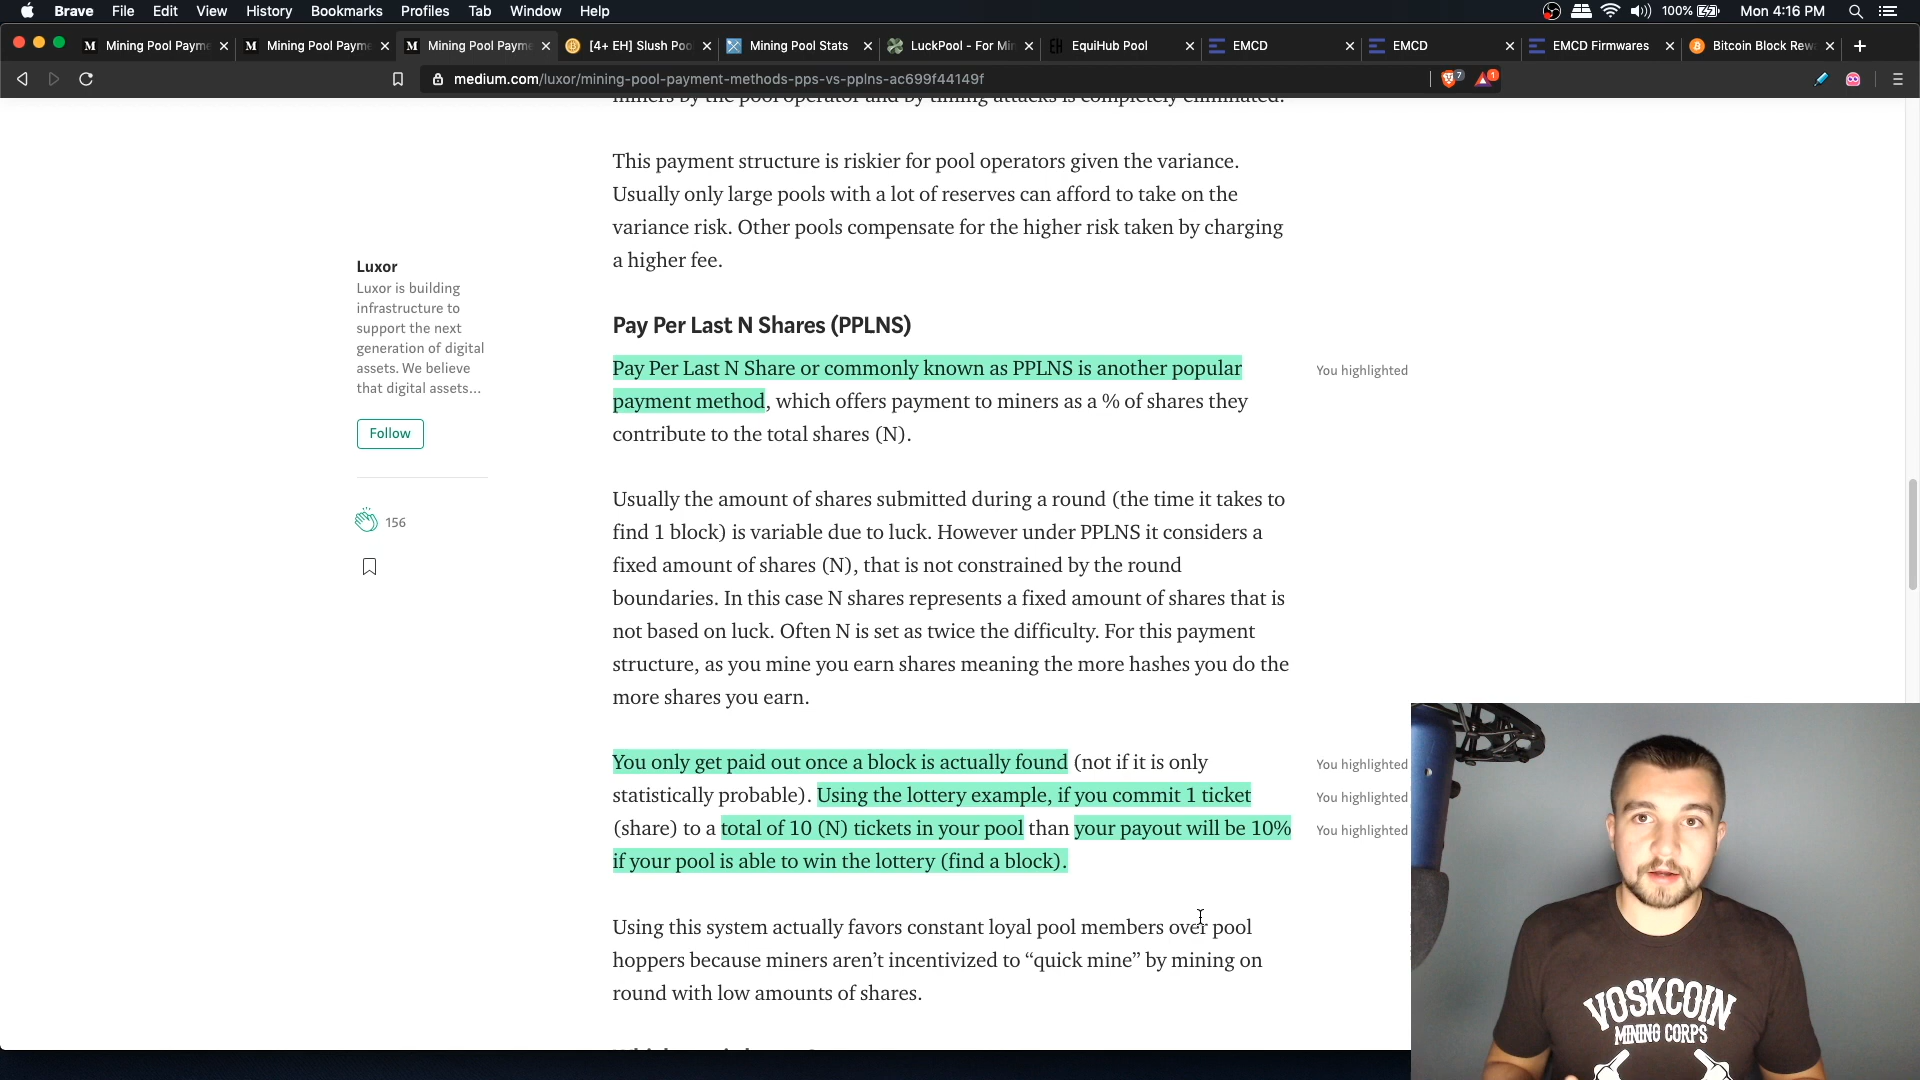 Brave File Edit View History Bookmarks Profiles Tab Window Help 100% Mon 4:16 PM
M Mining Pool Payme M Mining Pool Payme M Mining Pool Payme [4+ EH] Slush Poo Mining Pool Stats LuckPool - For Min EH EquiHub Pool EMCD EMCD EMCD Firmwares Bitcoin Block Rew
medium.com/luxor/mining-pool-payment-methods-pps-vs-pplns-ac699f44149f 7 1
miners by the pool operator and by timing attacks is completely eliminated.
This payment structure is riskier for pool operators given the variance.
Usually only large pools with a lot of reserves can afford to take on the
variance risk. Other pools compensate for the higher risk taken by charging
a higher fee.
Luxor
Luxor is building
infrastructure to
support the next
generation of digital
assets. We believe
that digital assets...
Follow
156
Pay Per Last N Shares (PPLNS)
Pay Per Last N Share or commonly known as PPLNS is another popular
You highlighted
payment method, which offers payment to miners as a % of shares they
contribute to the total shares (N).
Usually the amount of shares submitted during a round (the time it takes to
find 1 block) is variable due to luck. However under PPLNS it considers a
fixed amount of shares (N), that is not constrained by the round
boundaries. In this case N shares represents a fixed amount of shares that is
not based on luck. Often N is set as twice the difficulty. For this payment
structure, as you mine you earn shares meaning the more hashes you do the
more shares you earn.
You only get paid out once a block is actually found (not if it is only
You highlighted
statistically probable). Using the lottery example, if you commit 1 ticket
You highlighted
(share) to a total of 10 (N) tickets in your pool than your payout will be 10%
You highlighted
if your pool is able to win the lottery (find a block).
Using this system actually favors constant loyal pool members over pool
hoppers because miners aren't incentivized to “quick mine” by mining on
round with low amounts of shares.
VOSKCOIN
MINING CORPS